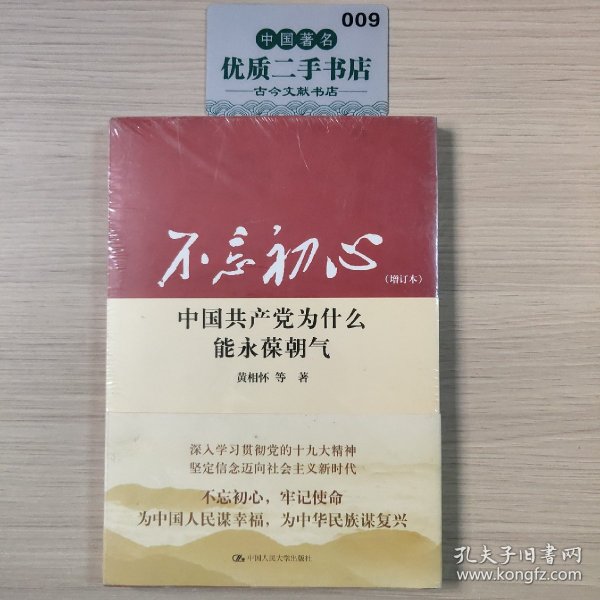 009
中国著名
优质二手书店
古今文献书店
不忘初心
(增订本)
中国共产党为什么
能永葆朝气
黄相怀 等 著
深入学习贯彻党的十九大精神
坚定信念迈向社会主义新时代
不忘初心，牢记使命
为中国人民谋幸福，为中华民族谋复兴
中国人民大学出版社
孔夫子旧书网
www.kongfz.com